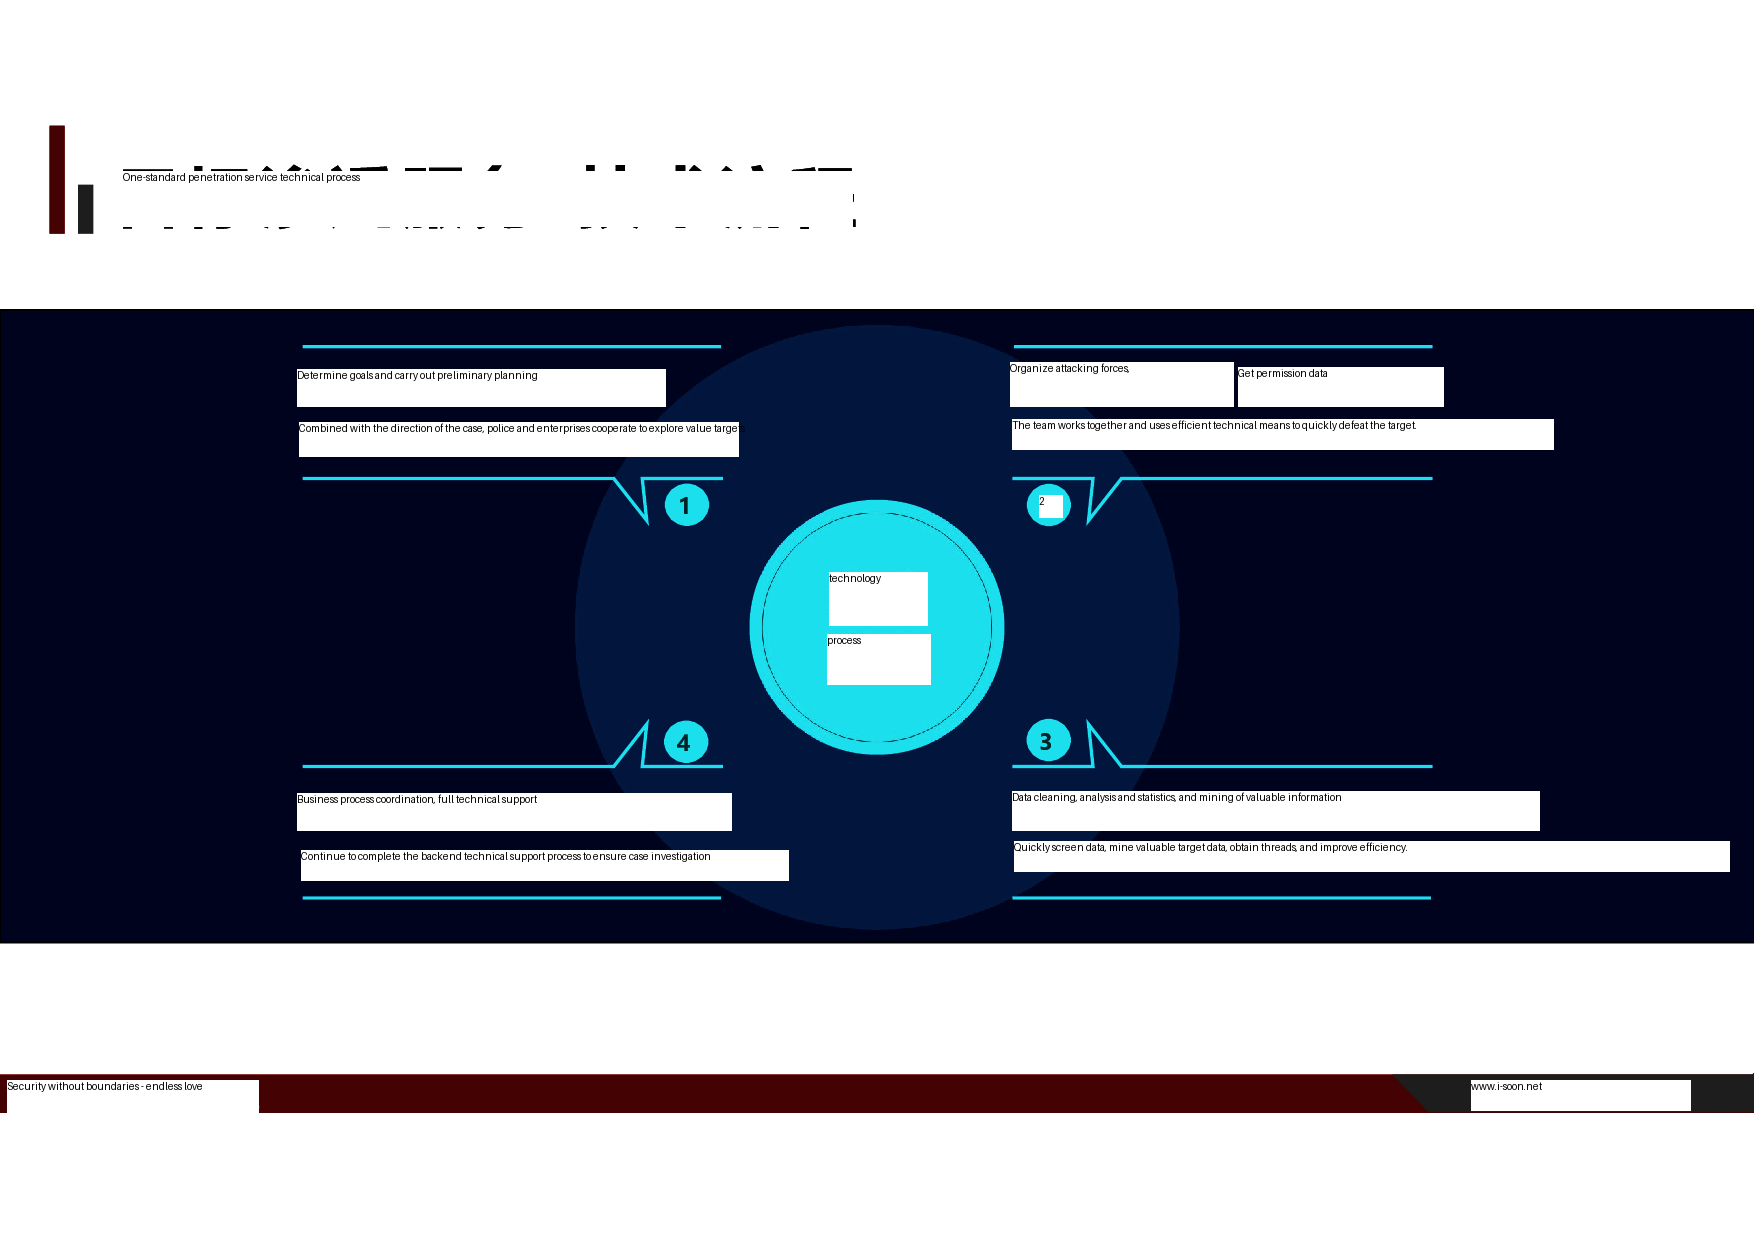 One-standard penetration service technical process
Determine goals and carry out preliminary planning
Combined with the direction of the case, police and enterprises cooperate to explore value targets
Organize attacking forces,
Get permission data
The team works together and uses efficient technical means to quickly defeat the target.
1
2
technology
process
4
3
Business process coordination, full technical support
Continue to complete the backend technical support process to ensure case investigation
Data cleaning, analysis and statistics, and mining of valuable information
Quickly screen data, mine valuable target data, obtain threads, and improve efficiency.
Security without boundaries - endless love
www.i-soon.net